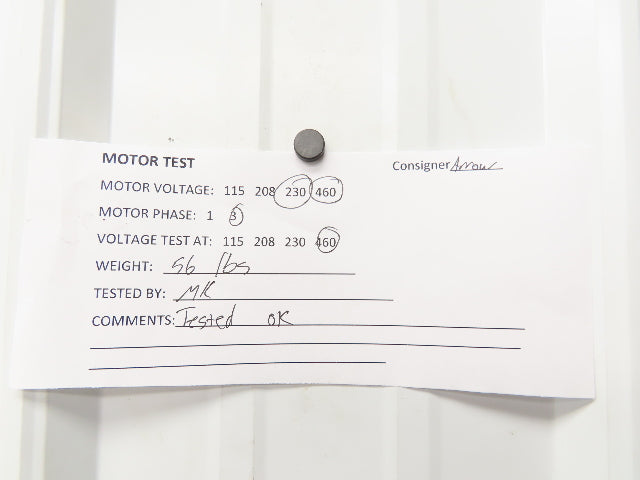 MOTOR TEST
Consigner Arrow
MOTOR VOLTAGE: 115 208 230 460
MOTOR PHASE: 1 3
VOLTAGE TEST AT: 115 208 230 460
WEIGHT: 56 lbs
TESTED BY: MK
COMMENTS: Tested OK